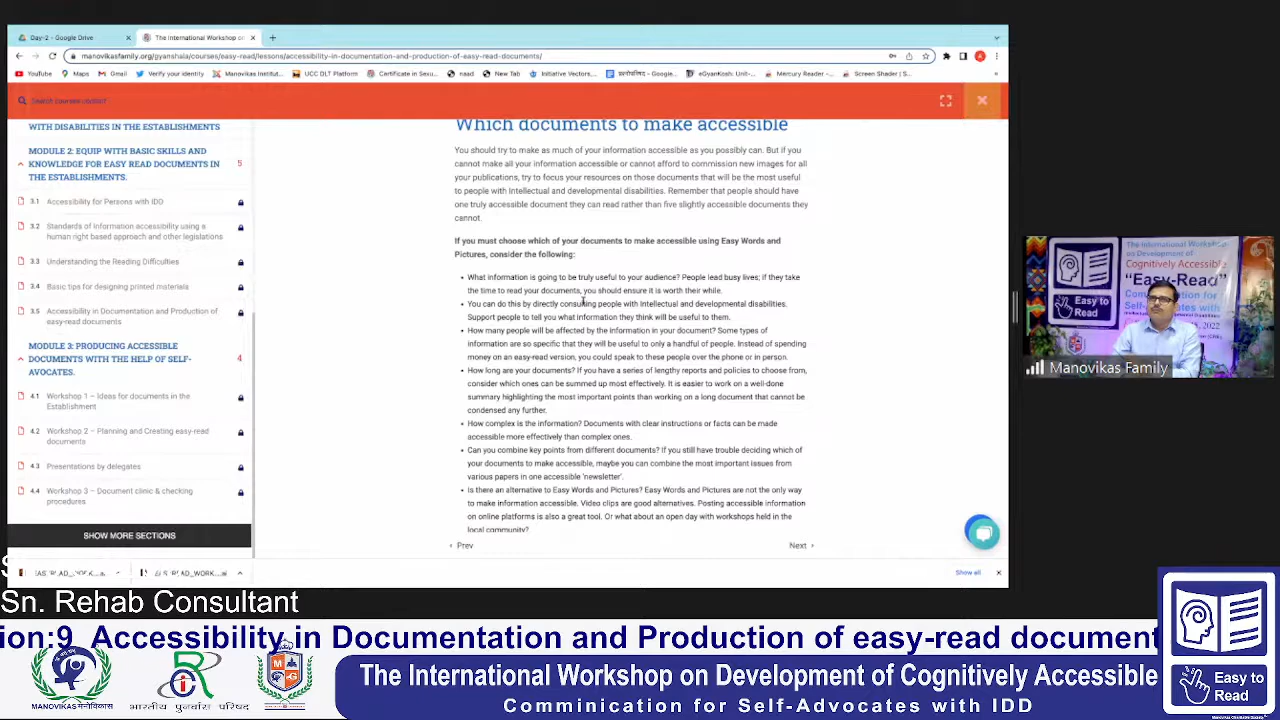 Day-2 - Google Drive
The International Workshop on
manovikasfamily.org/gyanshala/courses/easy-read/lessons/accessibility-in-documentation-and-production-of-easy-read-documents/
YouTube
Maps
Gmail
Verify your identity
Manovikas Institut...
UCC DLT Platform
Certificate in Sexu...
naad
New Tab
Initiative Vectors,...
eGyanKosh: Unit-...
Mercury Reader -...
Screen Shader | S...
WITH DISABILITIES IN THE ESTABLISHMENTS
MODULE 2: EQUIP WITH BASIC SKILLS AND
KNOWLEDGE FOR EASY READ DOCUMENTS IN
THE ESTABLISHMENTS.
5
3.1 Accessibility for Persons with IDD
3.2 Standards of Information accessibility using a
human right based approach and other legislations
3.3 Understanding the Reading Difficulties
3.4 Basic tips for designing printed materials
3.5 Accessibility in Documentation and Production of
easy-read documents
MODULE 3: PRODUCING ACCESSIBLE
DOCUMENTS WITH THE HELP OF SELF-
AVOCATES.
4
4.1 Workshop 1 – Ideas for documents in the
Establishment
4.2 Workshop 2 – Planning and Creating easy-read
documents
4.3 Presentations by delegates
4.4 Workshop 3 – Document clinic & checking
procedures
SHOW MORE SECTIONS
Which documents to make accessible
You should try to make as much of your information accessible as you possibly can. But if you
cannot make all your information accessible or cannot afford to commission new images for all
your publications, try to focus your resources on those documents that will be the most useful
to people with Intellectual and developmental disabilities. Remember that people should have
one truly accessible document they can read rather than five slightly accessible documents they
cannot.
If you must choose which of your documents to make accessible using Easy Words and
Pictures, consider the following:
• What information is going to be truly useful to your audience? People lead busy lives; if they take
the time to read your documents, you should ensure it is worth their while.
• You can do this by directly consulting people with Intellectual and developmental disabilities.
Support people to tell you what information they think will be useful to them.
• How many people will be affected by the information in your document? Some types of
information are so specific that they will be useful to only a handful of people. Instead of spending
money on an easy-read version, you could speak to these people over the phone or in person.
• How long are your documents? If you have a series of lengthy reports and policies to choose from,
consider which ones can be summed up most effectively. It is easier to work on a well-done
summary highlighting the most important points than working on a long document that cannot be
condensed any further.
• How complex is the information? Documents with clear instructions or facts can be made
accessible more effectively than complex ones.
• Can you combine key points from different documents? If you still have trouble deciding which of
your documents to make accessible, maybe you can combine the most important issues from
various papers in one accessible 'newsletter'.
• Is there an alternative to Easy Words and Pictures? Easy Words and Pictures are not the only way
to make information accessible. Video clips are good alternatives. Posting accessible information
on online platforms is also a great tool. Or what about an open day with workshops held in the
local community?
‹ Prev
Next ›
Show all
The International Workshop
on Development of
Cognitively Accessible
"Easy-Read"
Easy to
Read
Manovikas Family
Sn. Rehab Consultant
ion:9 Accessibility in Documentation and Production of easy-read document
The International Workshop on Development of Cognitively Accessible
Communication for Self-Advocates with IDD
Easy to
Read